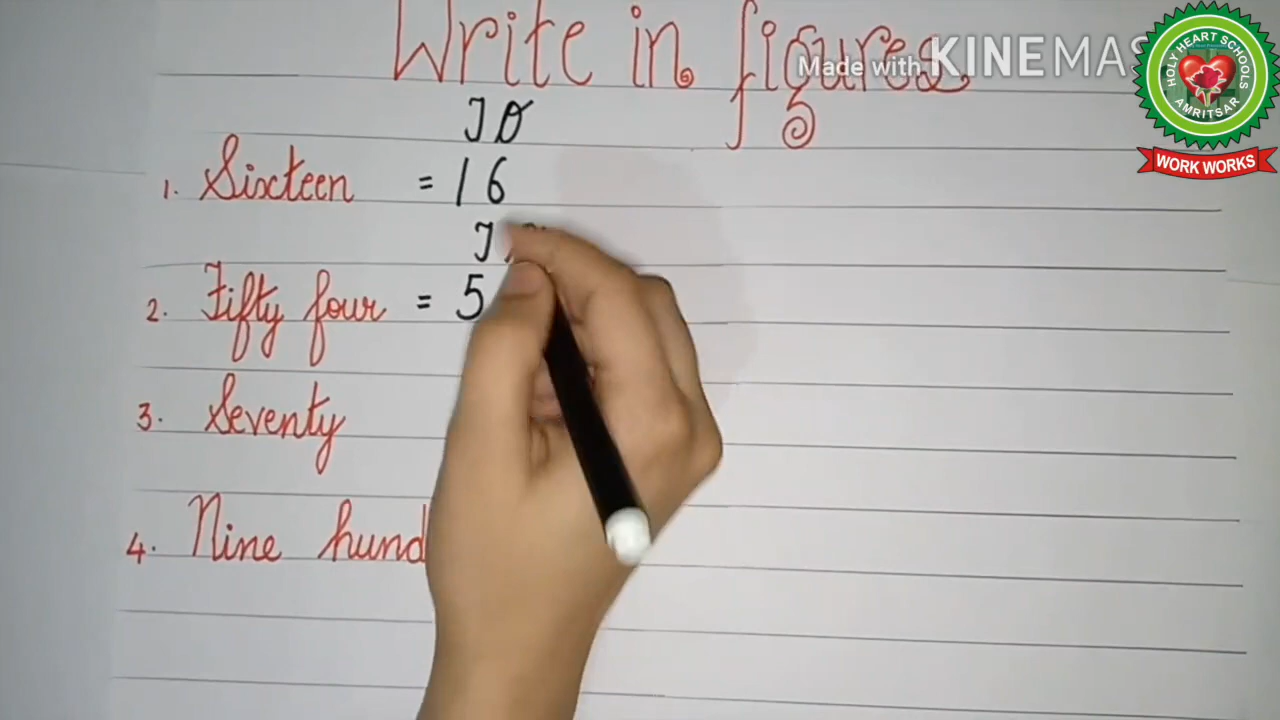 Write in figures
Made with KINEMAS
HOLY HEART SCHOOLS
AMRITSAR
WORK WORKS
T O
1. Sixteen = 16
T
2. Fifty four = 5
3. Seventy
4. Nine hund